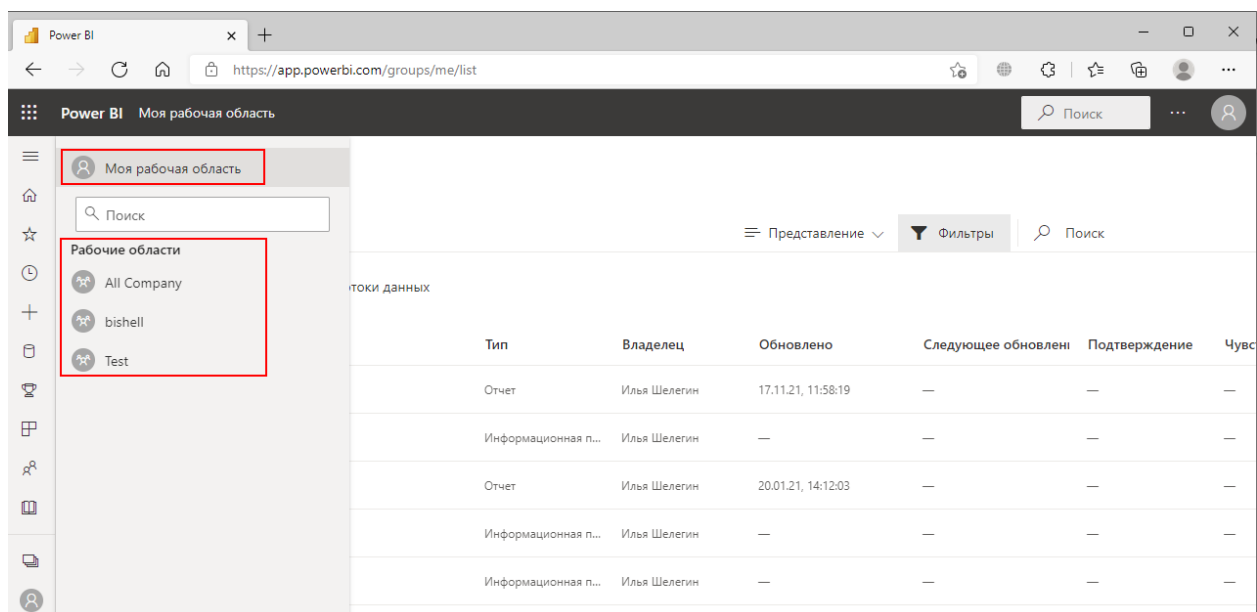 Power BI
https://app.powerbi.com/groups/me/list
Power BI Моя рабочая область Поиск
Моя рабочая область
Поиск
Рабочие области
All Company
bishell
Test
Представление Фильтры Поиск
токи данных
Тип Владелец Обновлено Следующее обновлені Подтверждение Чувс
Отчет Илья Шелегин 17.11.21, 11:58:19 — — —
Информационная п... Илья Шелегин — — — —
Отчет Илья Шелегин 20.01.21, 14:12:03 — — —
Информационная п... Илья Шелегин — — — —
Информационная п... Илья Шелегин — — — —